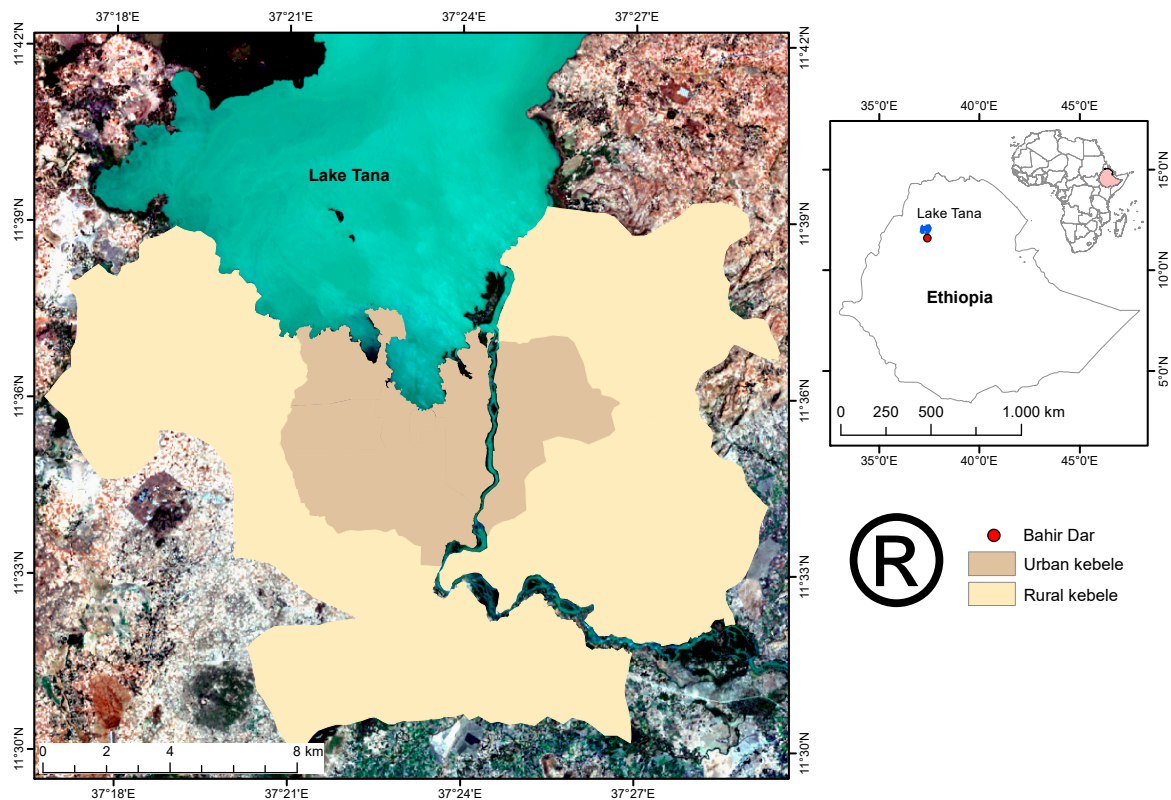 37°18'E 37°21'E 37°24'E 37°27'E
11°42'N
11°39'N
11°36'N
11°33'N
11°30'N
Lake Tana
0 2 4 8 km
11°42'N
11°39'N
11°36'N
11°33'N
11°30'N
37°18'E 37°21'E 37°24'E 37°27'E
35°0'E 40°0'E 45°0'E
15°0'N
10°0'N
5°0'N
Lake Tana
Ethiopia
0 250 500 1.000 km
35°0'E 40°0'E 45°0'E
R
Bahir Dar
Urban kebele
Rural kebele